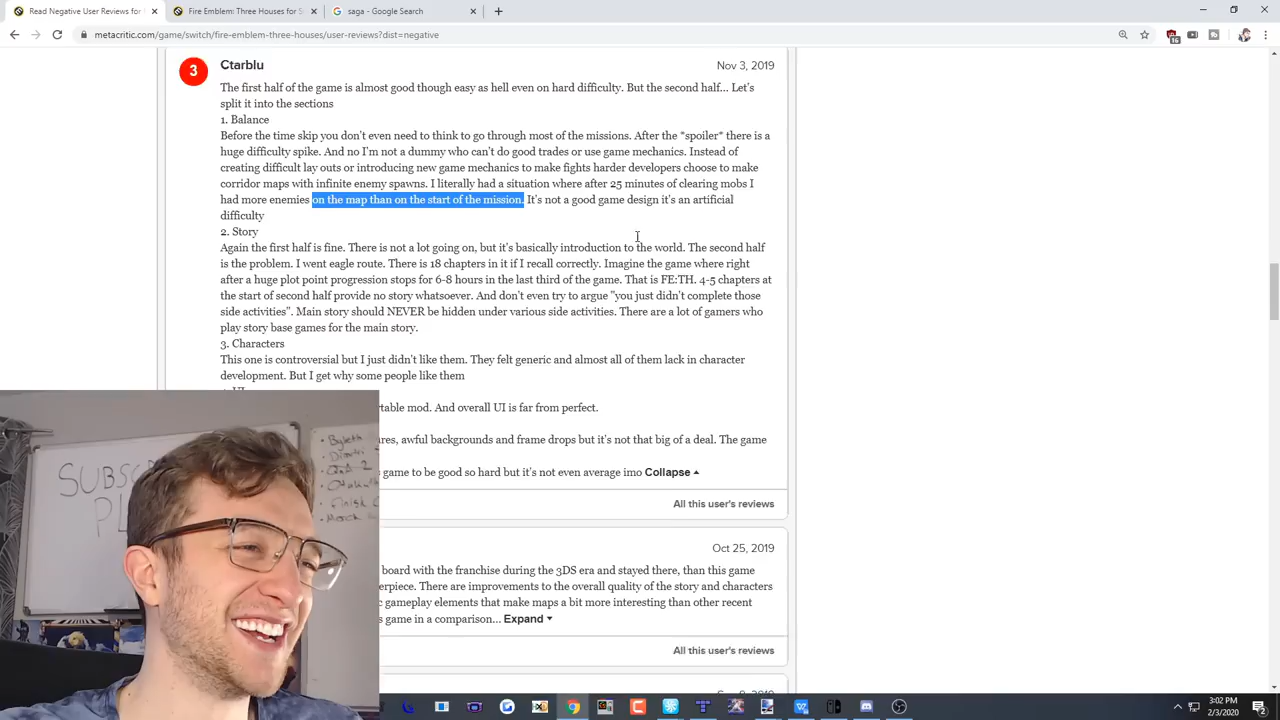 Read Negative User Reviews for
Fire Emblem: Three Houses for S
saga - Google Search
metacritic.com/game/switch/fire-emblem-three-houses/user-reviews?dist=negative
3
Ctarblu
Nov 3, 2019
The first half of the game is almost good though easy as hell even on hard difficulty. But the second half... Let's
split it into the sections
1. Balance
Before the time skip you don't even need to think to go through most of the missions. After the *spoiler* there is a
huge difficulty spike. And no I'm not a dummy who can't do good trades or use game mechanics. Instead of
creating difficult lay outs or introducing new game mechanics to make fights harder developers choose to make
corridor maps with infinite enemy spawns. I literally had a situation where after 25 minutes of clearing mobs I
had more enemies on the map than on the start of the mission. It's not a good game design it's an artificial
difficulty
2. Story
Again the first half is fine. There is not a lot going on, but it's basically introduction to the world. The second half
is the problem. I went eagle route. There is 18 chapters in it if I recall correctly. Imagine the game where right
after a huge plot point progression stops for 6-8 hours in the last third of the game. That is FE:TH. 4-5 chapters at
the start of second half provide no story whatsoever. And don't even try to argue "you just didn't complete those
side activities". Main story should NEVER be hidden under various side activities. There are a lot of gamers who
play story base games for the main story.
3. Characters
This one is controversial but I just didn't like them. They felt generic and almost all of them lack in character
development. But I get why some people like them
mod. And overall UI is far from perfect.
awful backgrounds and frame drops but it's not that big of a deal. The game
game to be good so hard but it's not even average imo Collapse
All this user's reviews
Oct 25, 2019
board with the franchise during the 3DS era and stayed there, than this game
There are improvements to the overall quality of the story and characters
gameplay elements that make maps a bit more interesting than other recent
game in a comparison... Expand
All this user's reviews
SUBSC
PL
Byleth
3:02 PM
2/3/2020